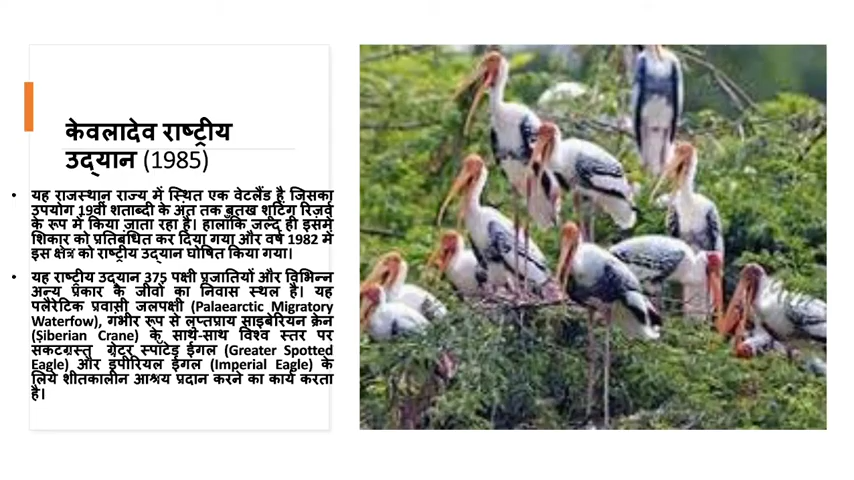 केवलादेव राष्ट्रीय
उद्यान (1985)
• यह राजस्थान राज्य में स्थित एक वेटलैंड है जिसका
उपयोग 19वीं शताब्दी के अंत तक बतख शूटिंग रिज़र्व
के रूप में किया जाता रहा है। हालाँकि जल्द ही इसमें
शिकार को प्रतिबंधित कर दिया गया और वर्ष 1982 में
इस क्षेत्र को राष्ट्रीय उद्यान घोषित किया गया।
• यह राष्ट्रीय उद्यान 375 पक्षी प्रजातियों और विभिन्न
अन्य प्रकार के जीवों का निवास स्थल है। यह
पलैरेटिक प्रवासी जलपक्षी (Palaearctic Migratory
Waterfow), गंभीर रूप से लुप्तप्राय साइबेरियन क्रेन
(Siberian Crane) के साथ-साथ विश्व स्तर पर
संकटग्रस्त ग्रेटर स्पॉटेड ईगल (Greater Spotted
Eagle) और इंपीरियल ईगल (Imperial Eagle) के
लिये शीतकालीन आश्रय प्रदान करने का कार्य करता
है।